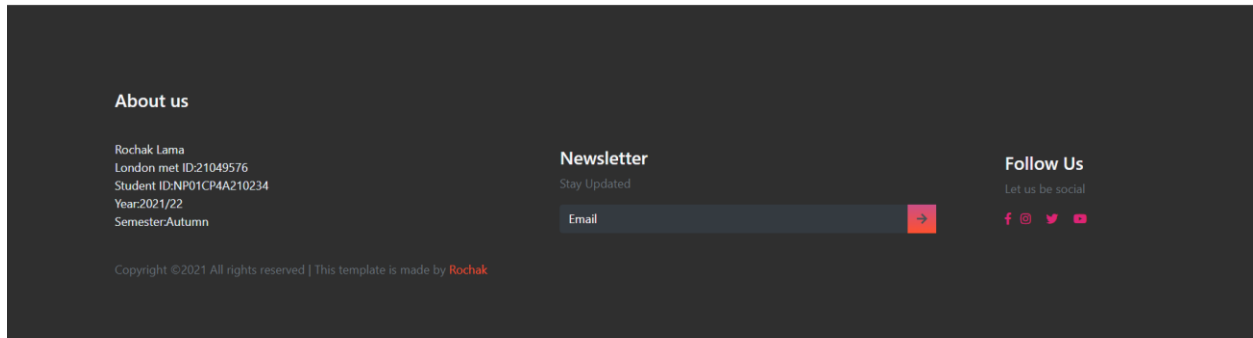 About us
Rochak Lama
London met ID:21049576
Student ID:NP01CP4A210234
Year:2021/22
Semester:Autumn
Copyright ©2021 All rights reserved | This template is made by Rochak
Newsletter
Stay Updated
Email
Follow Us
Let us be social